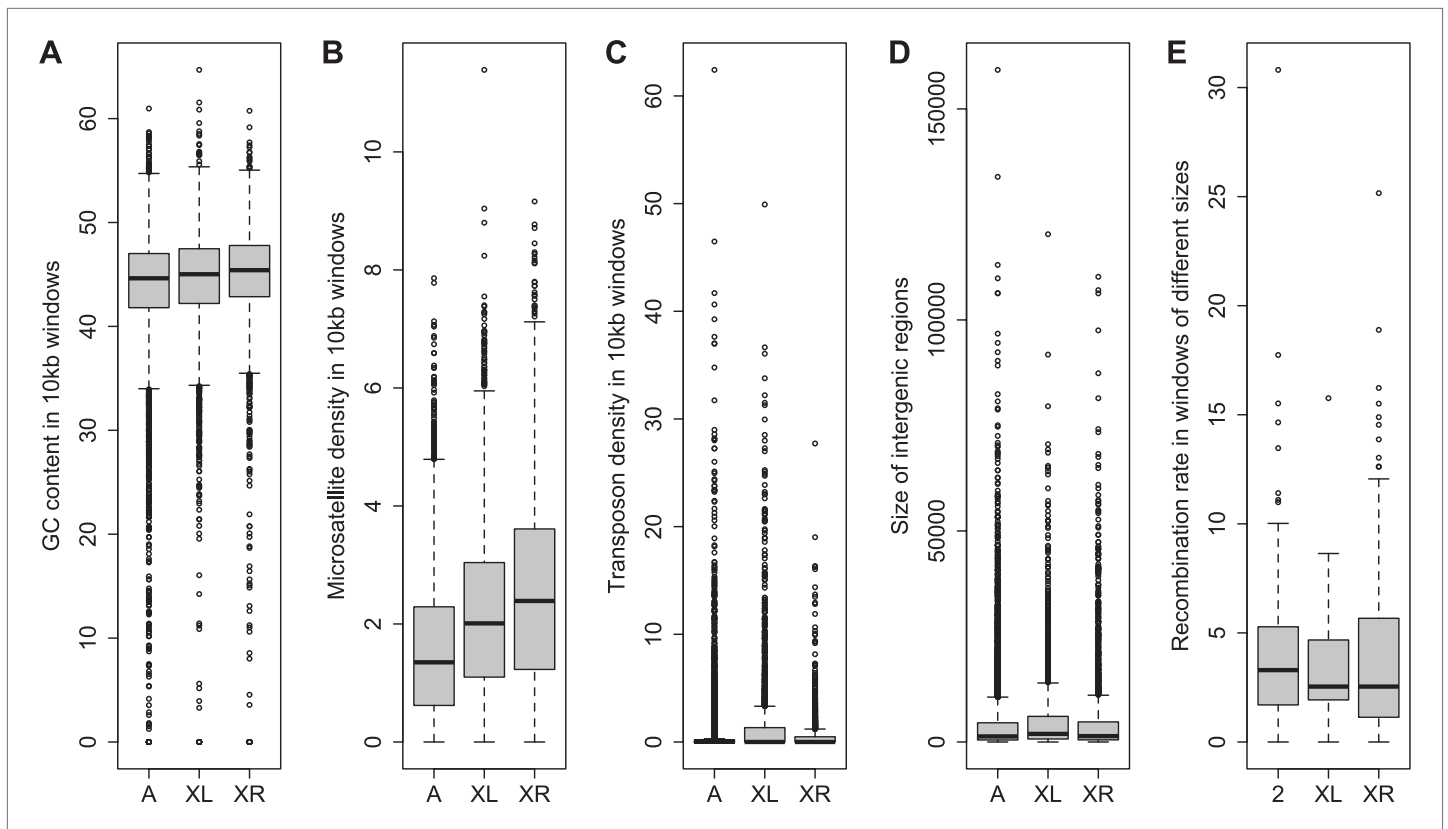 A
GC content in 10kb windows
60
50
40
30
20
10
0
A XL XR
B
Microsatellite density in 10kb windows
10
8
6
4
2
0
A XL XR
C
Transposon density in 10kb windows
60
50
40
30
20
10
0
A XL XR
D
Size of intergenic regions
150000
100000
50000
0
A XL XR
E
Recombination rate in windows of different sizes
30
25
20
15
10
5
0
2 XL XR